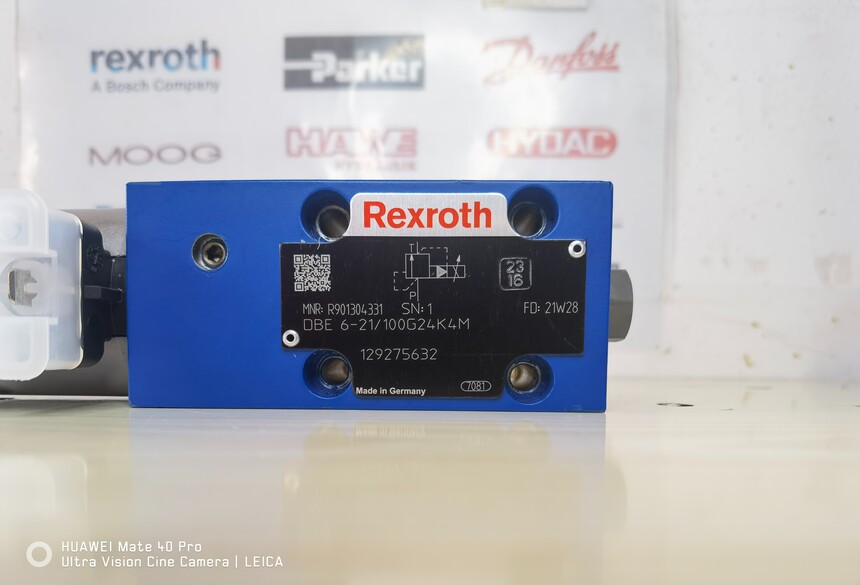 rexroth
A Bosch Company
Parker
Danfoss
MOOG
HAWE
HYDRAULIK
HYDAC
Rexroth
T
P
23
16
MNR: R901304331 SN: 1 FD: 21W28
DBE 6-21/100G24K4M
129275632
Made in Germany
7081
HUAWEI Mate 40 Pro
Ultra Vision Cine Camera | LEICA